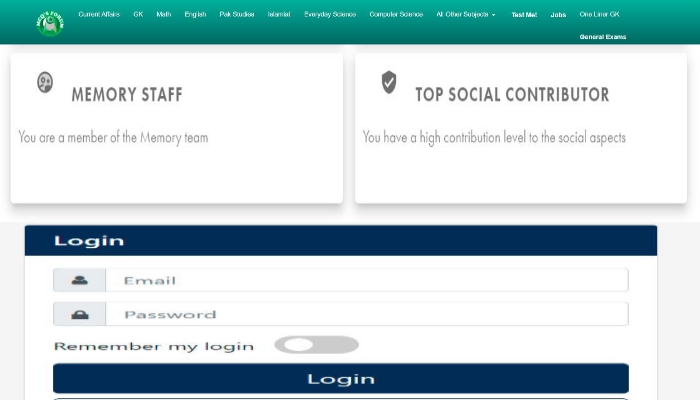 Current Affairs GK Math English Pak Studies Islamiat Everyday Science Computer Science All Other Subjects Test Me! Jobs One Liner GK
General Exams
MEMORY STAFF
You are a member of the Memory team
TOP SOCIAL CONTRIBUTOR
You have a high contribution level to the social aspects
Login
Email
Password
Remember my login
Login